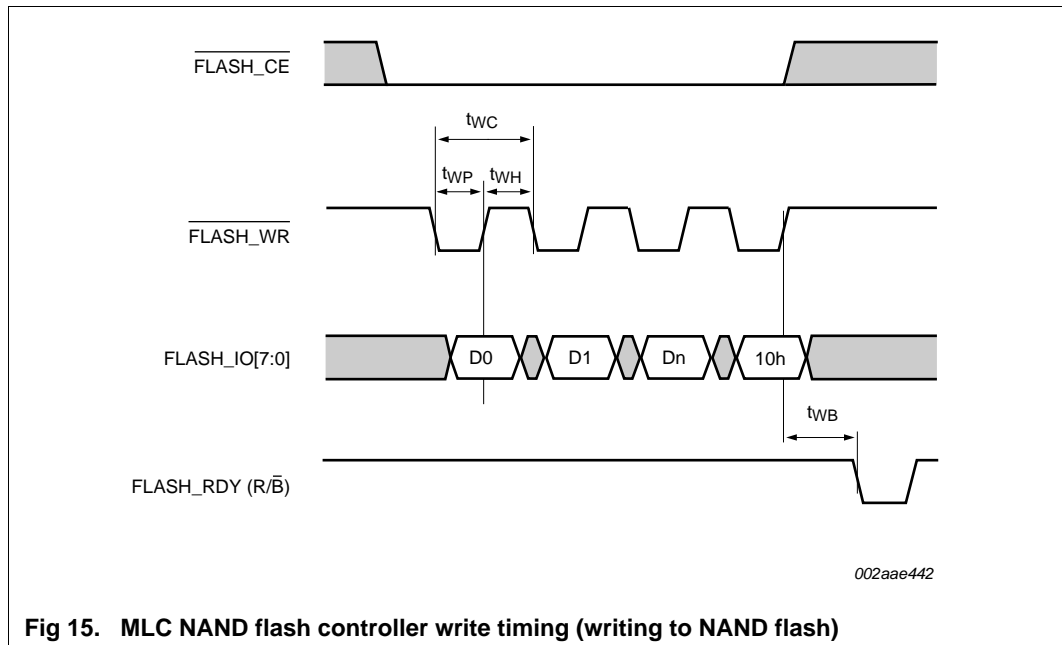 FLASH_CE
tWC
tWP tWH
FLASH_WR
FLASH_IO[7:0] D0 D1 Dn 10h
tWB
FLASH_RDY (R/B̅)
002aae442
Fig 15. MLC NAND flash controller write timing (writing to NAND flash)